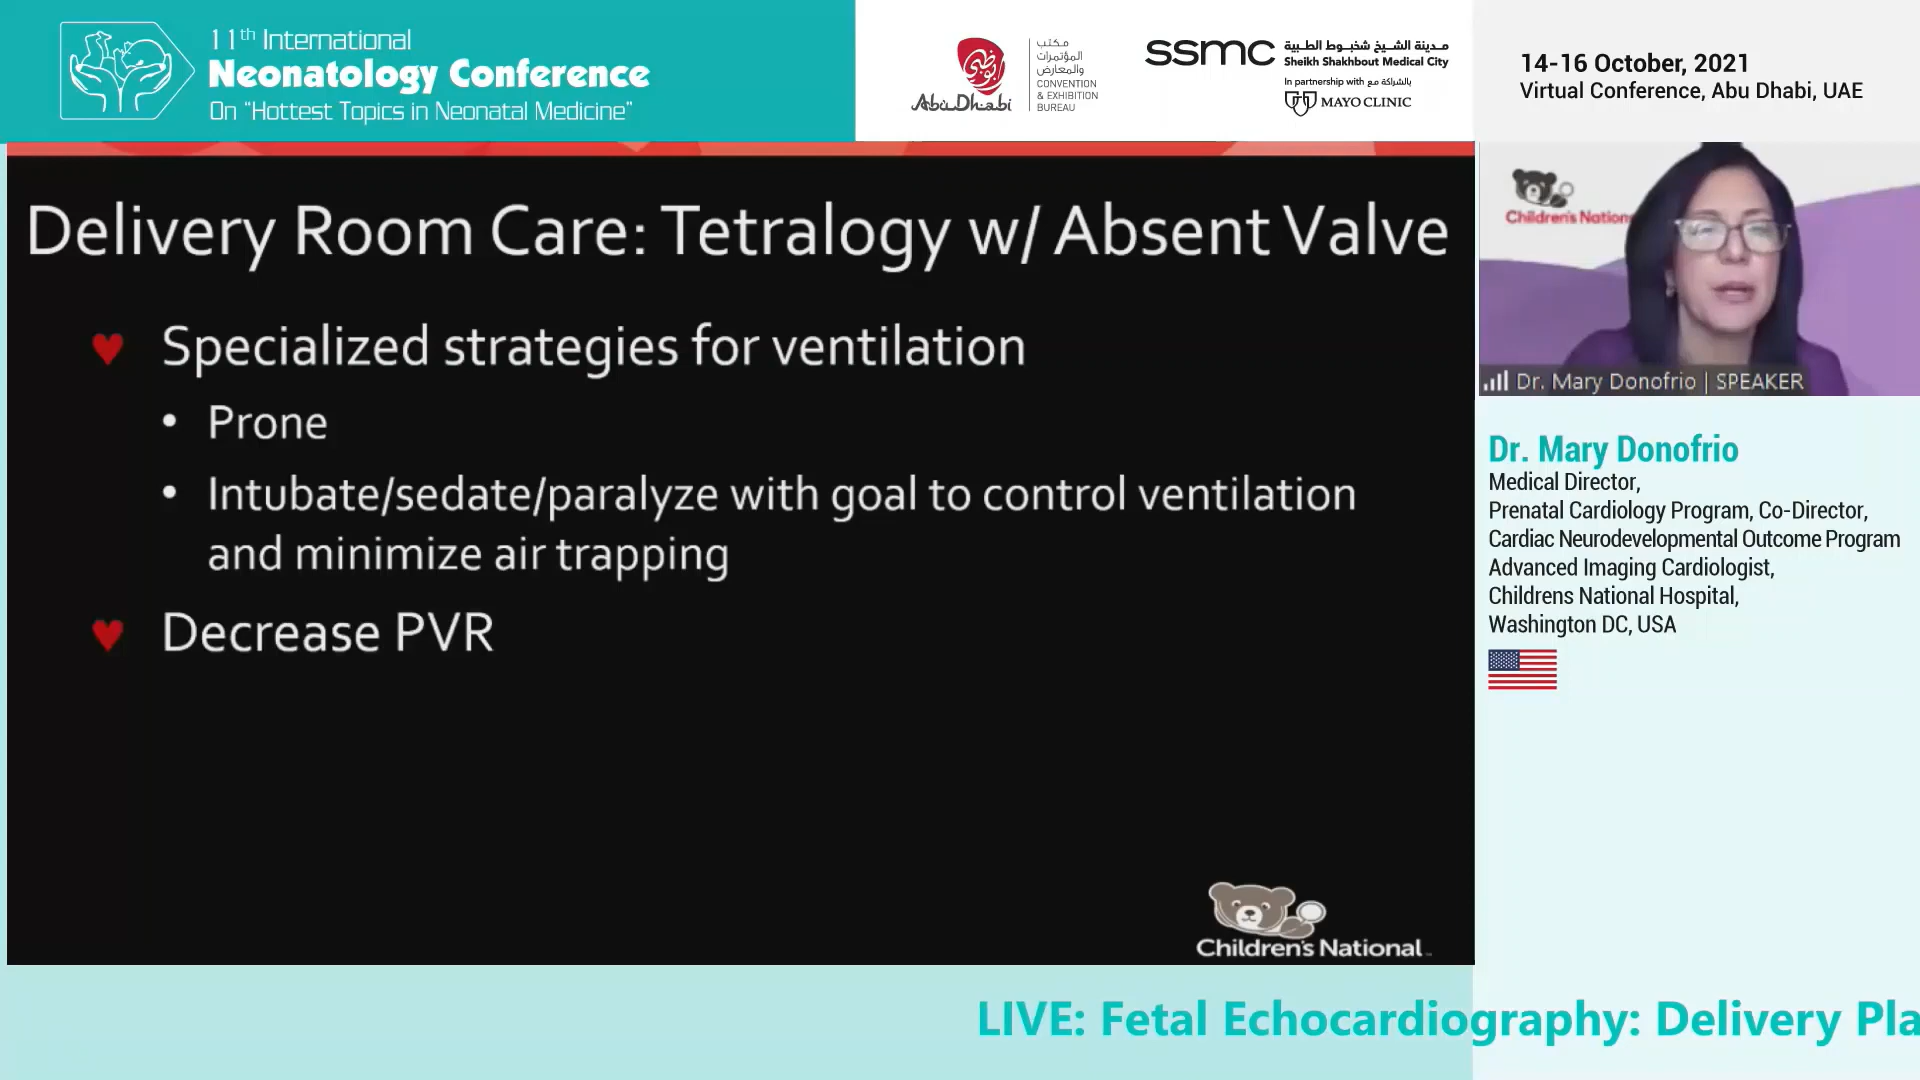 11th International
Neonatology Conference
On "Hottest Topics in Neonatal Medicine"
أبوظبي
AbuDhabi
مكتب
المؤتمرات
والمعارض
CONVENTION
& EXHIBITION
BUREAU
ssmc
مدينة الشيخ شخبوط الطبية
Sheikh Shakhbout Medical City
In partnership with بالشراكة مع
MAYO CLINIC
14-16 October, 2021
Virtual Conference, Abu Dhabi, UAE
Delivery Room Care: Tetralogy w/ Absent Valve
♥ Specialized strategies for ventilation
• Prone
• Intubate/sedate/paralyze with goal to control ventilation
and minimize air trapping
♥ Decrease PVR
Children's National
Children's Nation
Dr. Mary Donofrio | SPEAKER
Dr. Mary Donofrio
Medical Director,
Prenatal Cardiology Program, Co-Director,
Cardiac Neurodevelopmental Outcome Program
Advanced Imaging Cardiologist,
Childrens National Hospital,
Washington DC, USA
LIVE: Fetal Echocardiography: Delivery Pla